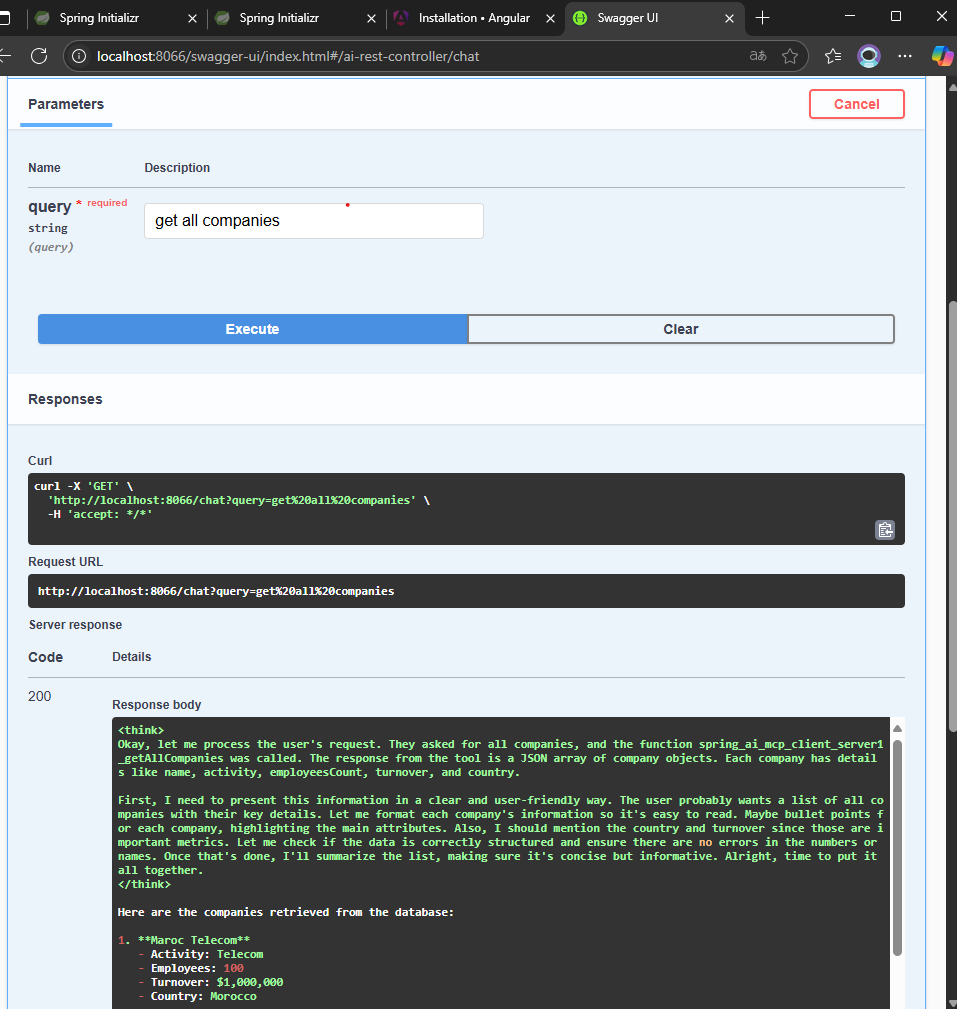 Spring Initializr
Spring Initializr
Installation • Angular
Swagger UI
localhost:8066/swagger-ui/index.html#/ai-rest-controller/chat
aあ
Parameters
Cancel
Name Description
query * required
string
(query)
get all companies
Execute
Clear
Responses
Curl
curl -X 'GET' \
'http://localhost:8066/chat?query=get%20all%20companies' \
-H 'accept: */*'
Request URL
http://localhost:8066/chat?query=get%20all%20companies
Server response
Code Details
200
Response body
<think>
Okay, let me process the user's request. They asked for all companies, and the function spring_ai_mcp_client_server1
_getAllCompanies was called. The response from the tool is a JSON array of company objects. Each company has detail
s like name, activity, employeesCount, turnover, and country.
First, I need to present this information in a clear and user-friendly way. The user probably wants a list of all co
mpanies with their key details. Let me format each company's information so it's easy to read. Maybe bullet points f
or each company, highlighting the main attributes. Also, I should mention the country and turnover since those are i
mportant metrics. Let me check if the data is correctly structured and ensure there are no errors in the numbers or
names. Once that's done, I'll summarize the list, making sure it's concise but informative. Alright, time to put it
all together.
</think>
Here are the companies retrieved from the database:
1. **Maroc Telecom**
- Activity: Telecom
- Employees: 100
- Turnover: $1,000,000
- Country: Morocco